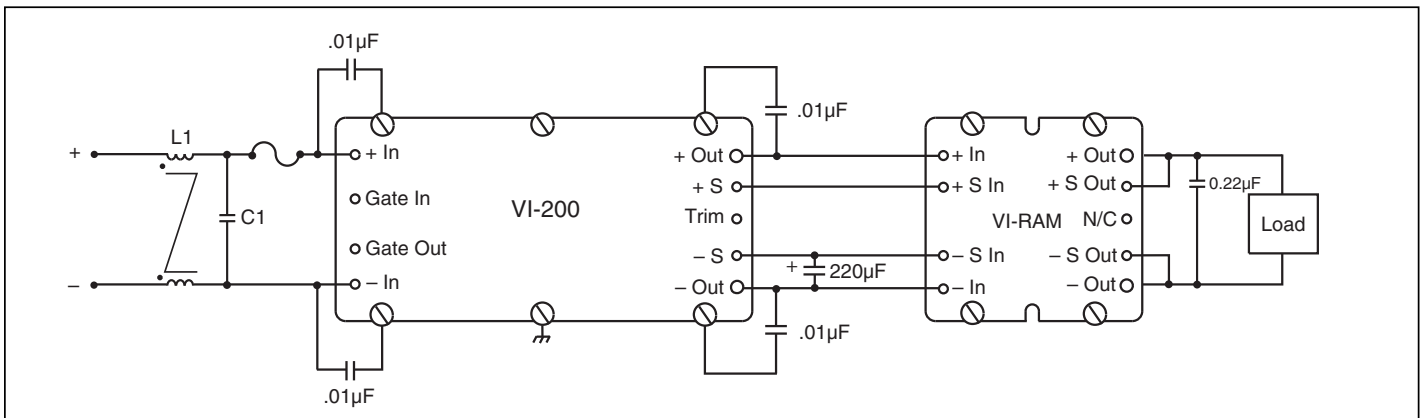 .01µF
L1
+
C1
–
.01µF
+ In
Gate In
Gate Out
– In
VI-200
+ Out
+ S
Trim
– S
– Out
.01µF
+
220µF
.01µF
+ In
+ S In
– S In
– In
VI-RAM
+ Out
+ S Out
N/C
– S Out
– Out
0.22µF
Load